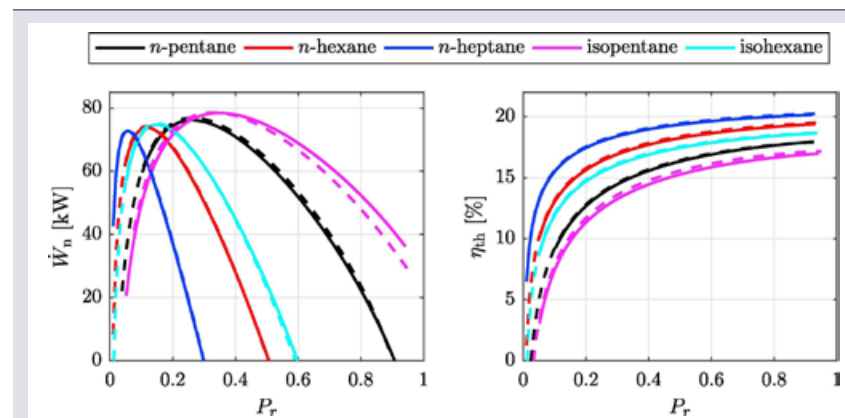 n-pentane n-hexane n-heptane isopentane isohexane
80
60
40
20
0
0 0.2 0.4 0.6 0.8 1
Ẇn [kW]
Pr
20
15
10
5
0
0 0.2 0.4 0.6 0.8 1
ηth [%]
Pr